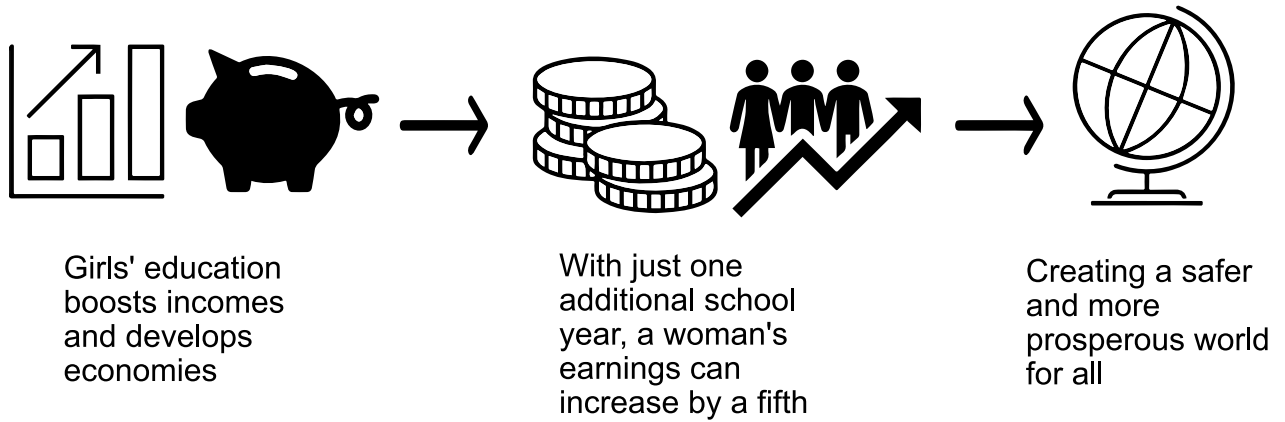 Girls' education
boosts incomes
and develops
economies
With just one
additional school
year, a woman's
earnings can
increase by a fifth
Creating a safer
and more
prosperous world
for all